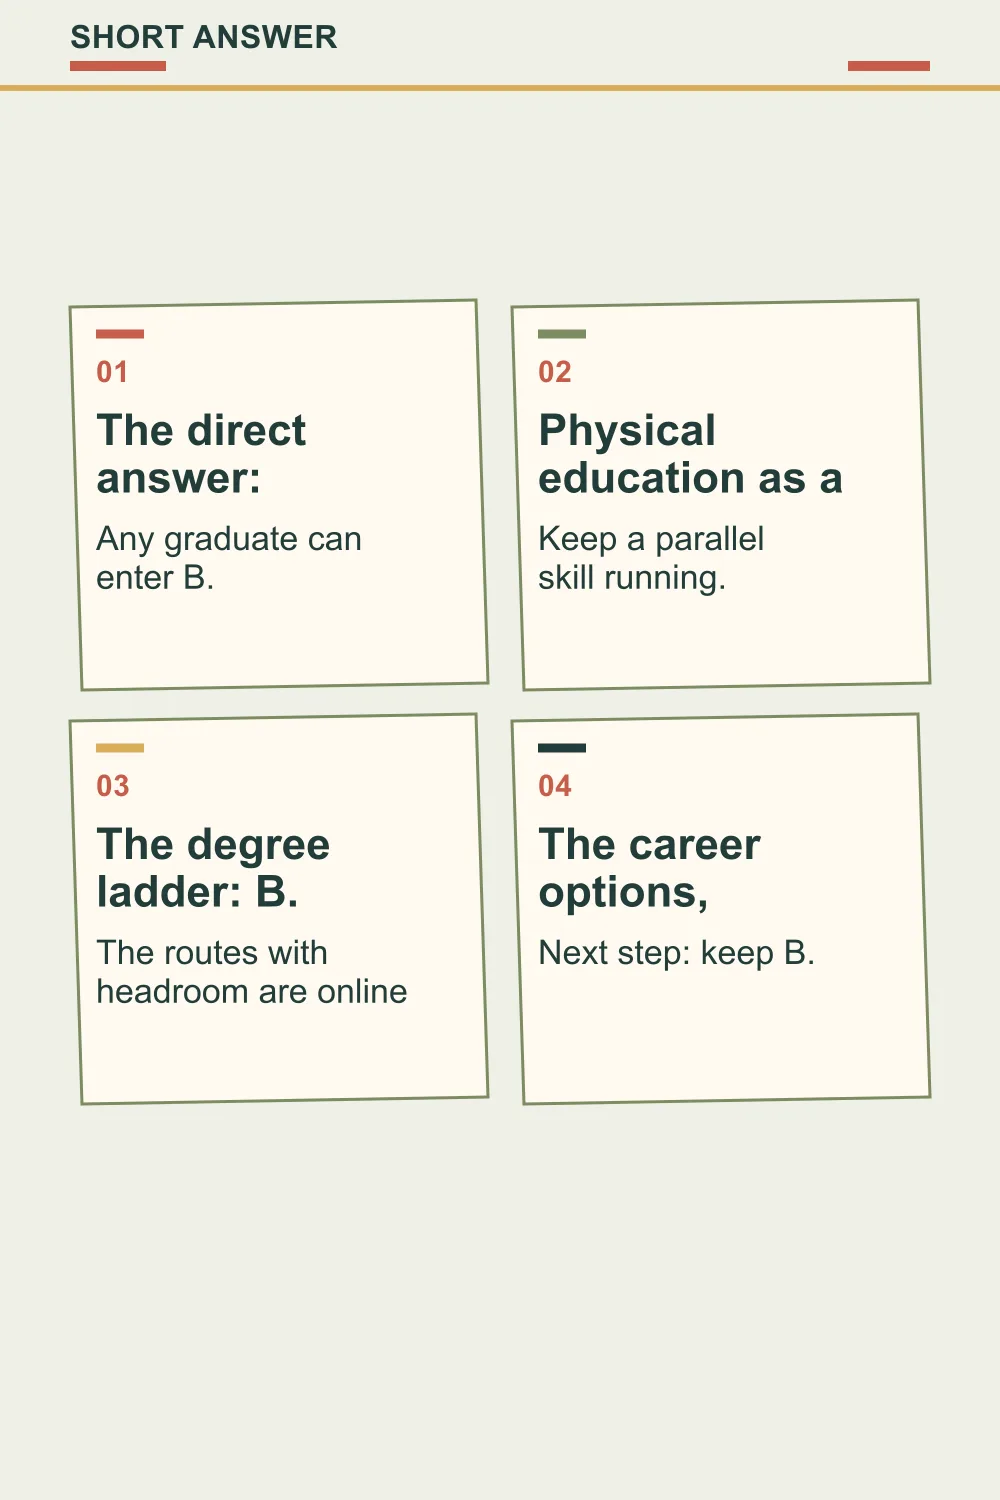 SHORT ANSWER
01
The direct
answer:
Any graduate can
enter B.
02
Physical
education as a
Keep a parallel
skill running.
03
The degree
ladder: B.
The routes with
headroom are online
04
The career
options,
Next step: keep B.